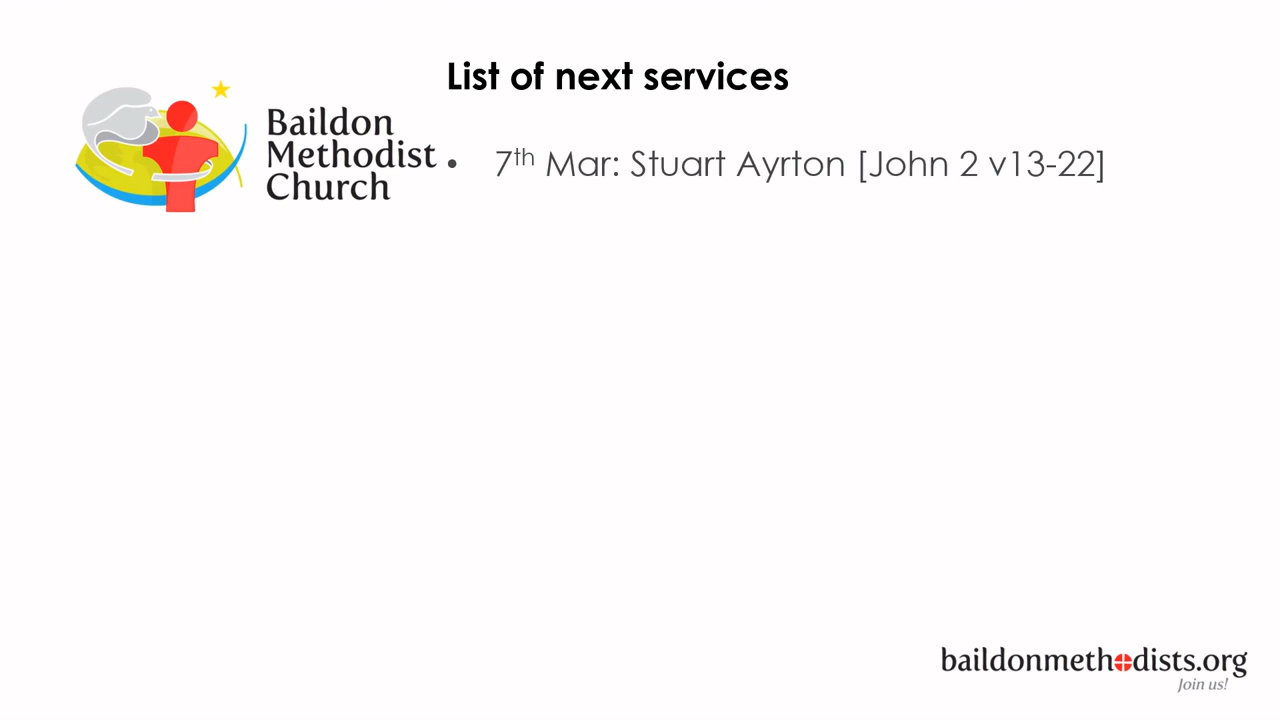 List of next services
Baildon
Methodist
Church
• 7th Mar: Stuart Ayrton [John 2 v13-22]
baildonmethodists.org
Join us!